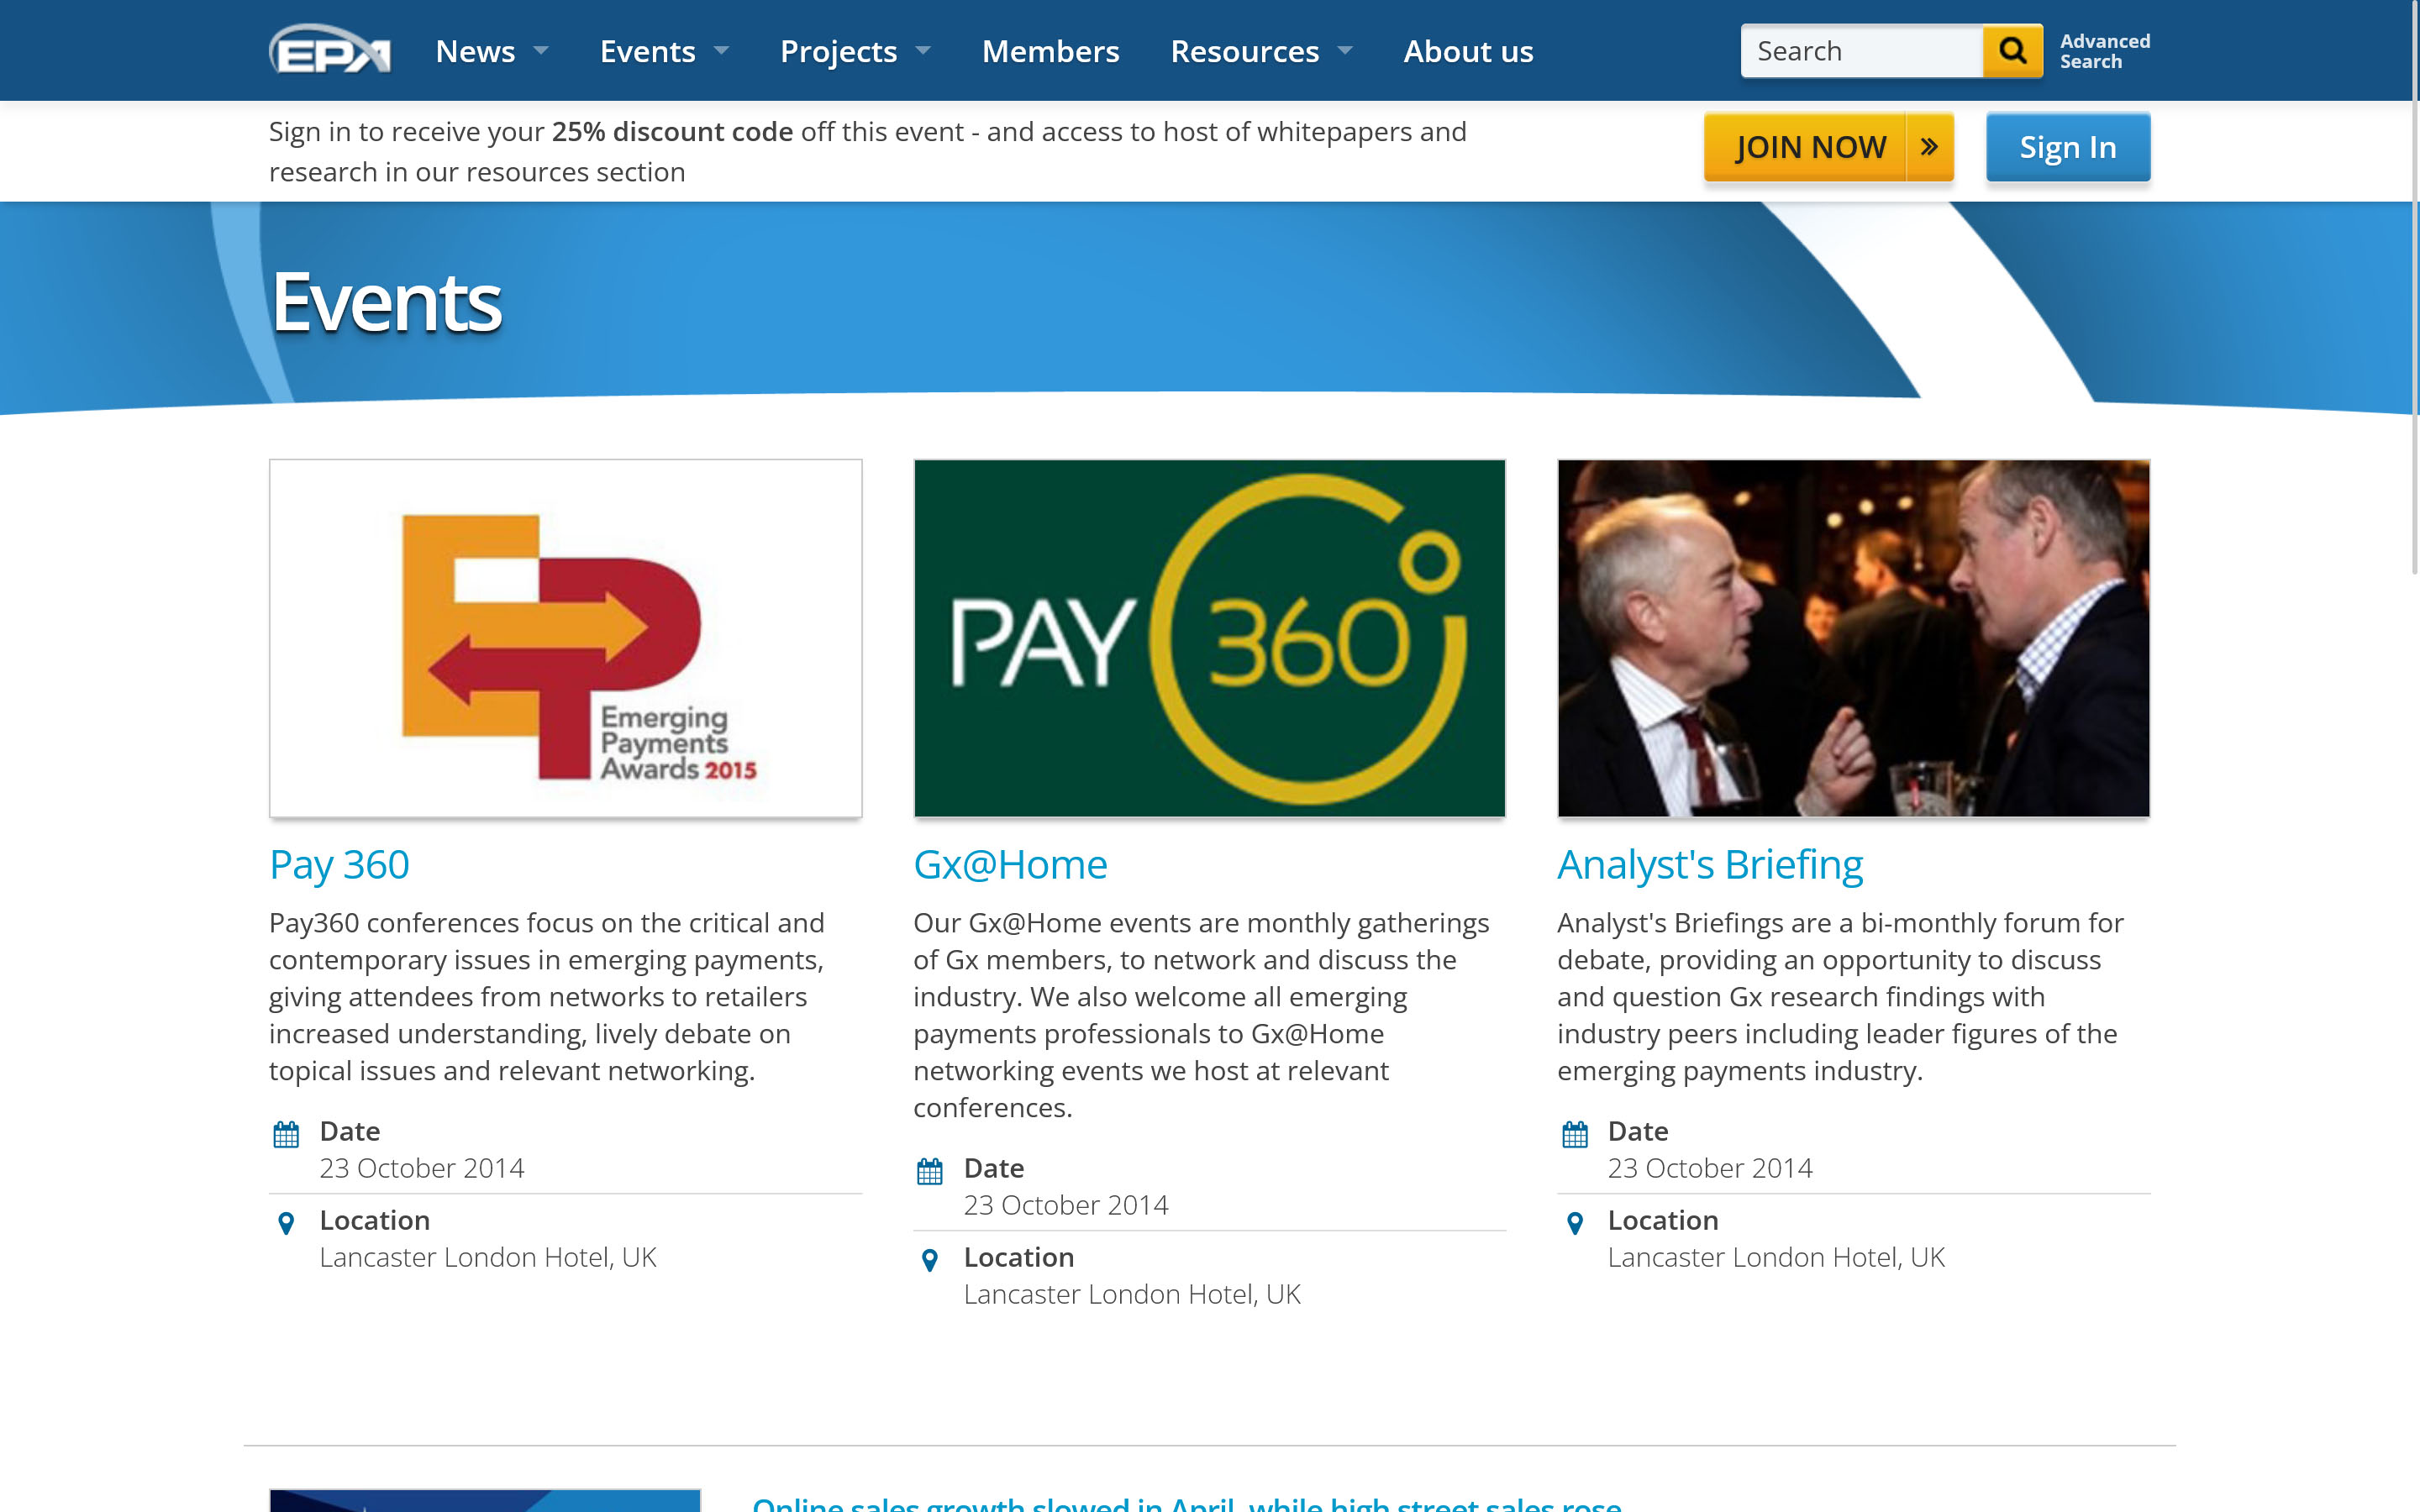 EPA News Events Projects Members Resources About us Search Advanced Search
Sign in to receive your 25% discount code off this event - and access to host of whitepapers and
research in our resources section
JOIN NOW Sign In
Events
Emerging
Payments
Awards 2015
PAY 360°
Pay 360
Pay360 conferences focus on the critical and
contemporary issues in emerging payments,
giving attendees from networks to retailers
increased understanding, lively debate on
topical issues and relevant networking.
Date
23 October 2014
Location
Lancaster London Hotel, UK
Gx@Home
Our Gx@Home events are monthly gatherings
of Gx members, to network and discuss the
industry. We also welcome all emerging
payments professionals to Gx@Home
networking events we host at relevant
conferences.
Date
23 October 2014
Location
Lancaster London Hotel, UK
Analyst's Briefing
Analyst's Briefings are a bi-monthly forum for
debate, providing an opportunity to discuss
and question Gx research findings with
industry peers including leader figures of the
emerging payments industry.
Date
23 October 2014
Location
Lancaster London Hotel, UK
Online sales growth slowed in April, while high street sales rose